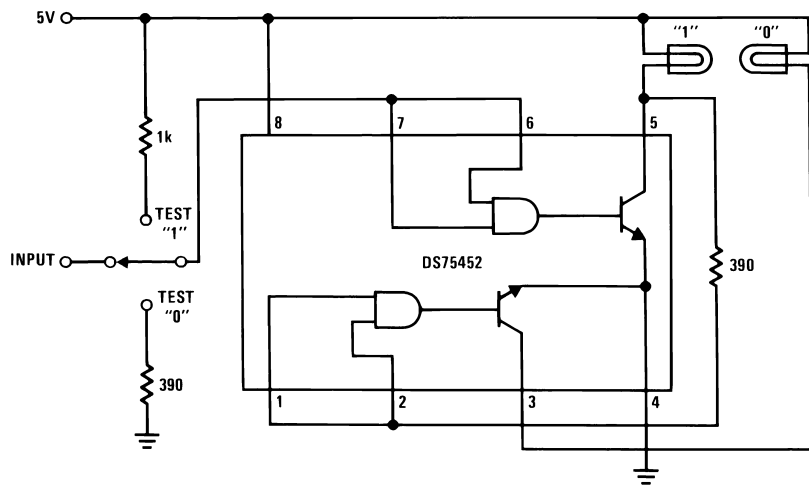 5V
"1" "0"
8 7 6 5
1k
TEST
"1"
INPUT
DS75452
390
TEST
"0"
390
1 2 3 4